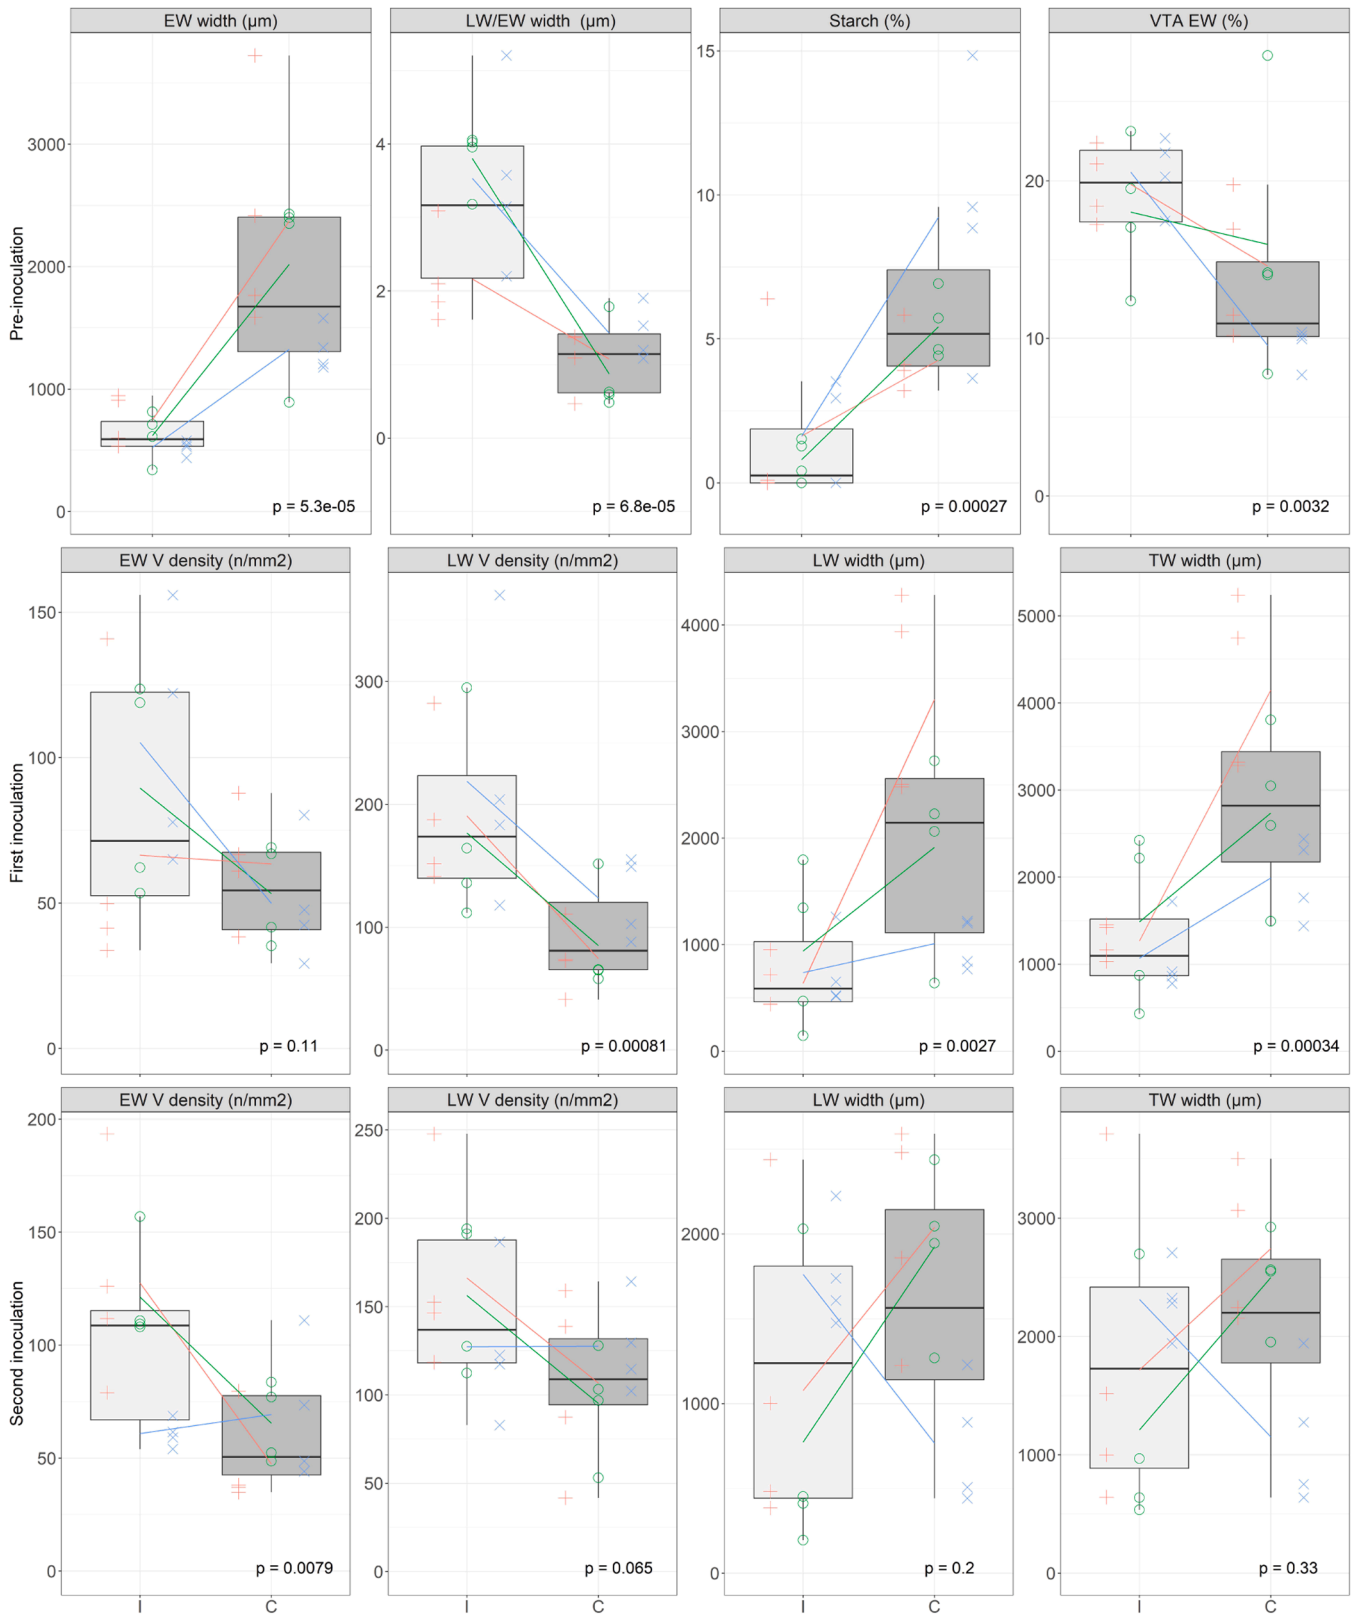 EW width (µm)
LW/EW width (µm)
Starch (%)
VTA EW (%)
Pre-inoculation
3000
2000
1000
0
4
2
0
15
10
5
0
20
10
0
p = 5.3e-05
p = 6.8e-05
p = 0.00027
p = 0.0032
EW V density (n/mm2)
LW V density (n/mm2)
LW width (µm)
TW width (µm)
First inoculation
150
100
50
0
300
200
100
0
4000
3000
2000
1000
0
5000
4000
3000
2000
1000
0
p = 0.11
p = 0.00081
p = 0.0027
p = 0.00034
EW V density (n/mm2)
LW V density (n/mm2)
LW width (µm)
TW width (µm)
Second inoculation
200
150
100
50
0
250
200
150
100
50
0
2000
1000
0
3000
2000
1000
0
p = 0.0079
p = 0.065
p = 0.2
p = 0.33
I C I C I C I C